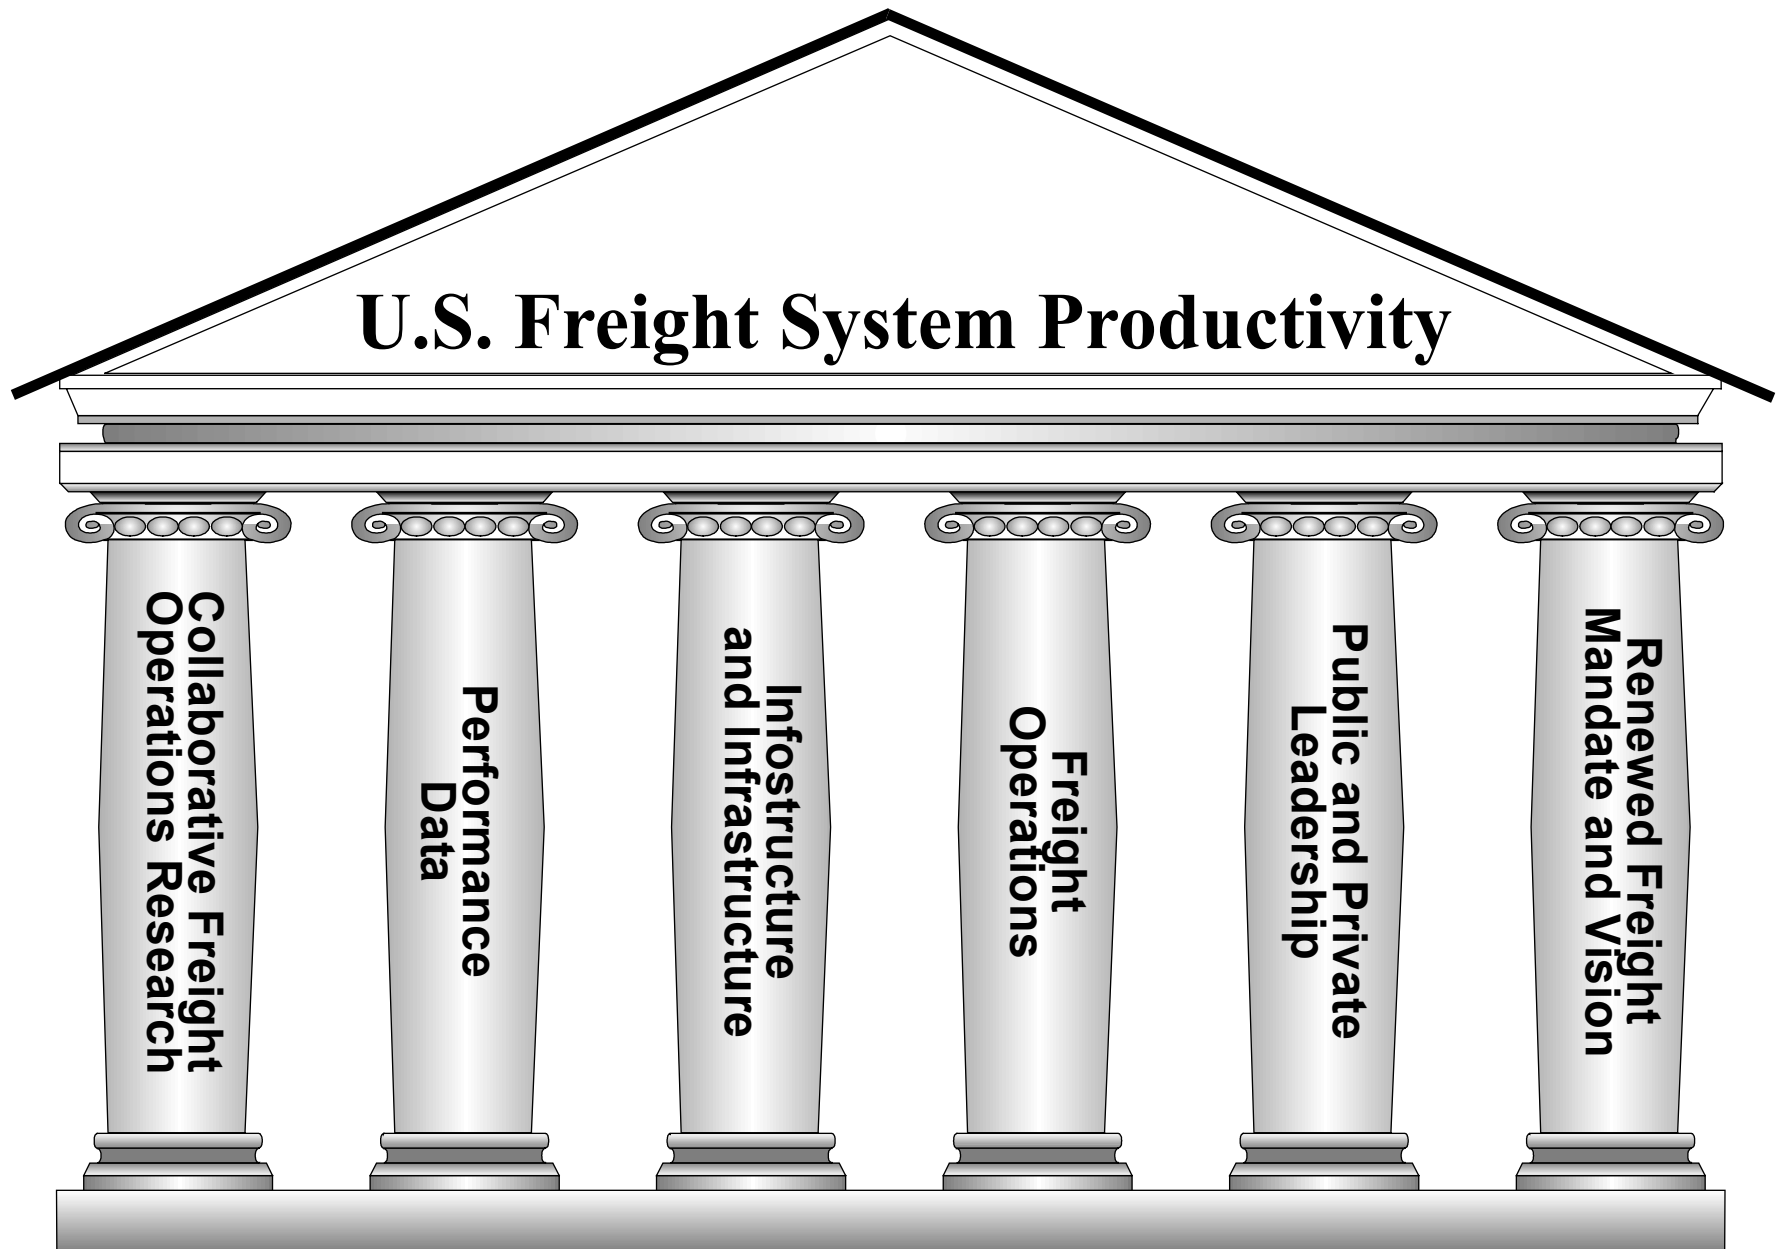 U.S. Freight System Productivity
Collaborative Freight
Operations Research
Performance
Data
Infostructure
and Infrastructure
Freight
Operations
Public and Private
Leadership
Renewed Freight
Mandate and Vision